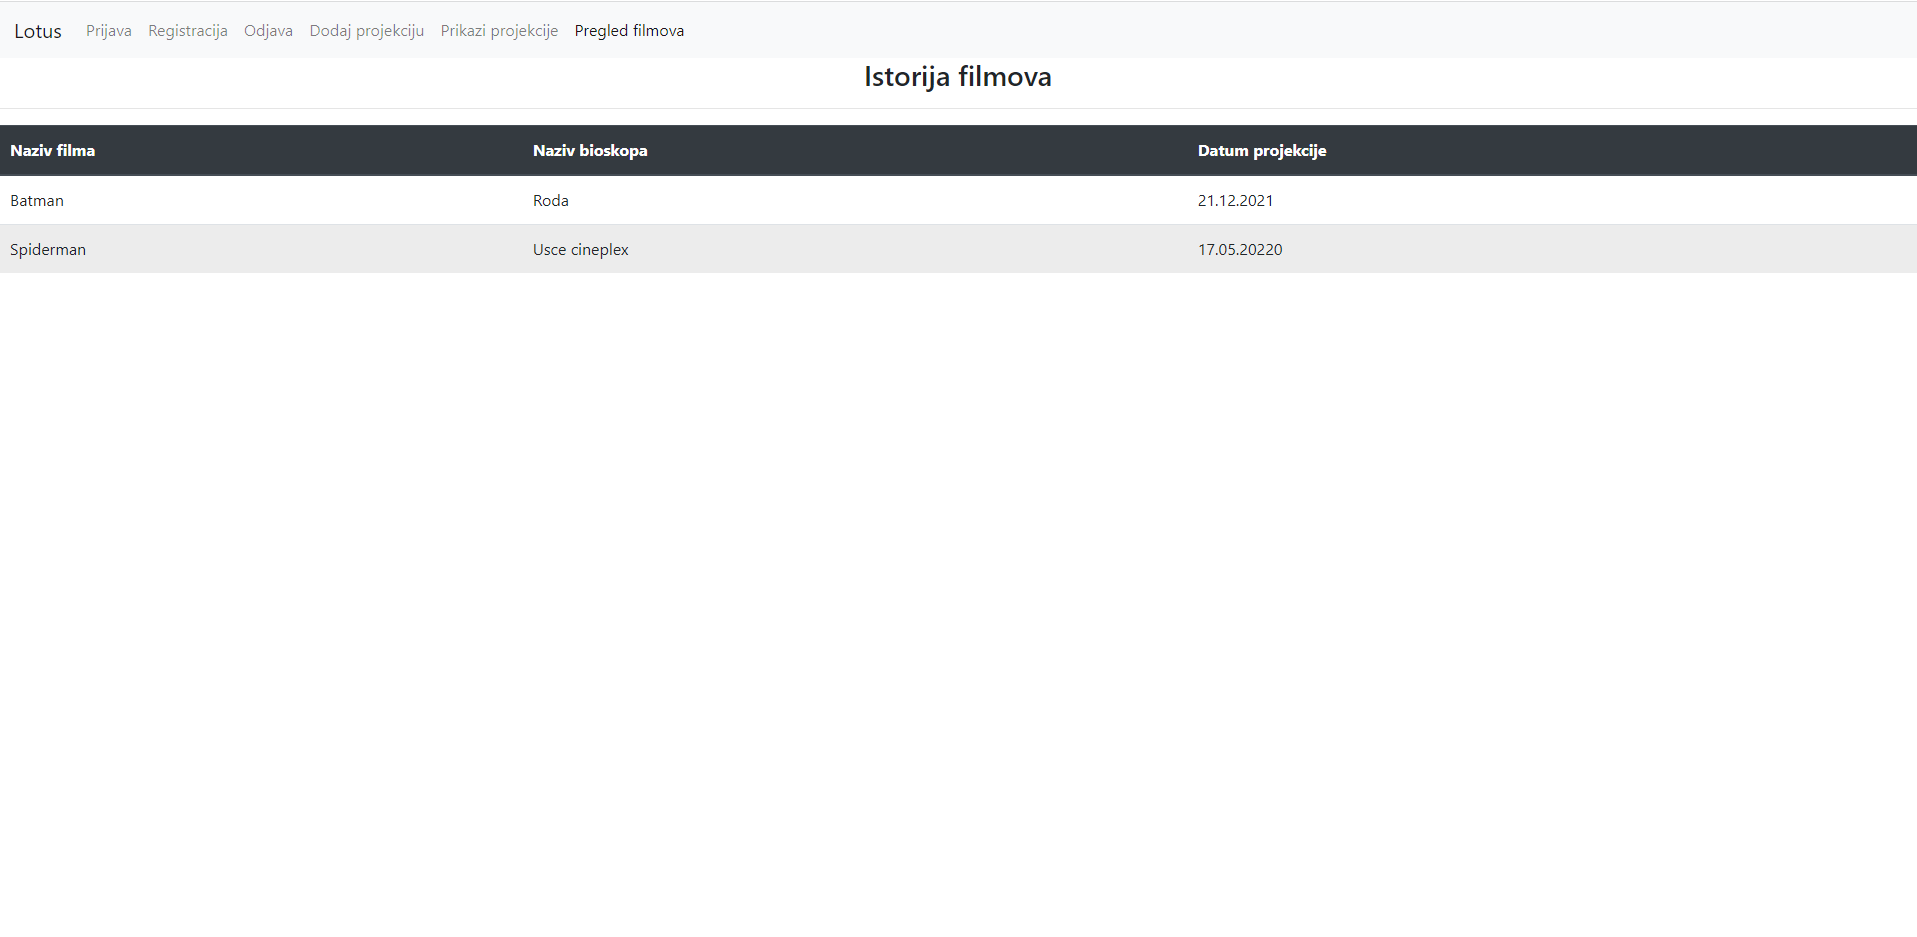 Lotus Prijava Registracija Odjava Dodaj projekciju Prikazi projekcije Pregled filmova
Istorija filmova
Naziv filma Naziv bioskopa Datum projekcije
Batman Roda 21.12.2021
Spiderman Usce cineplex 17.05.20220